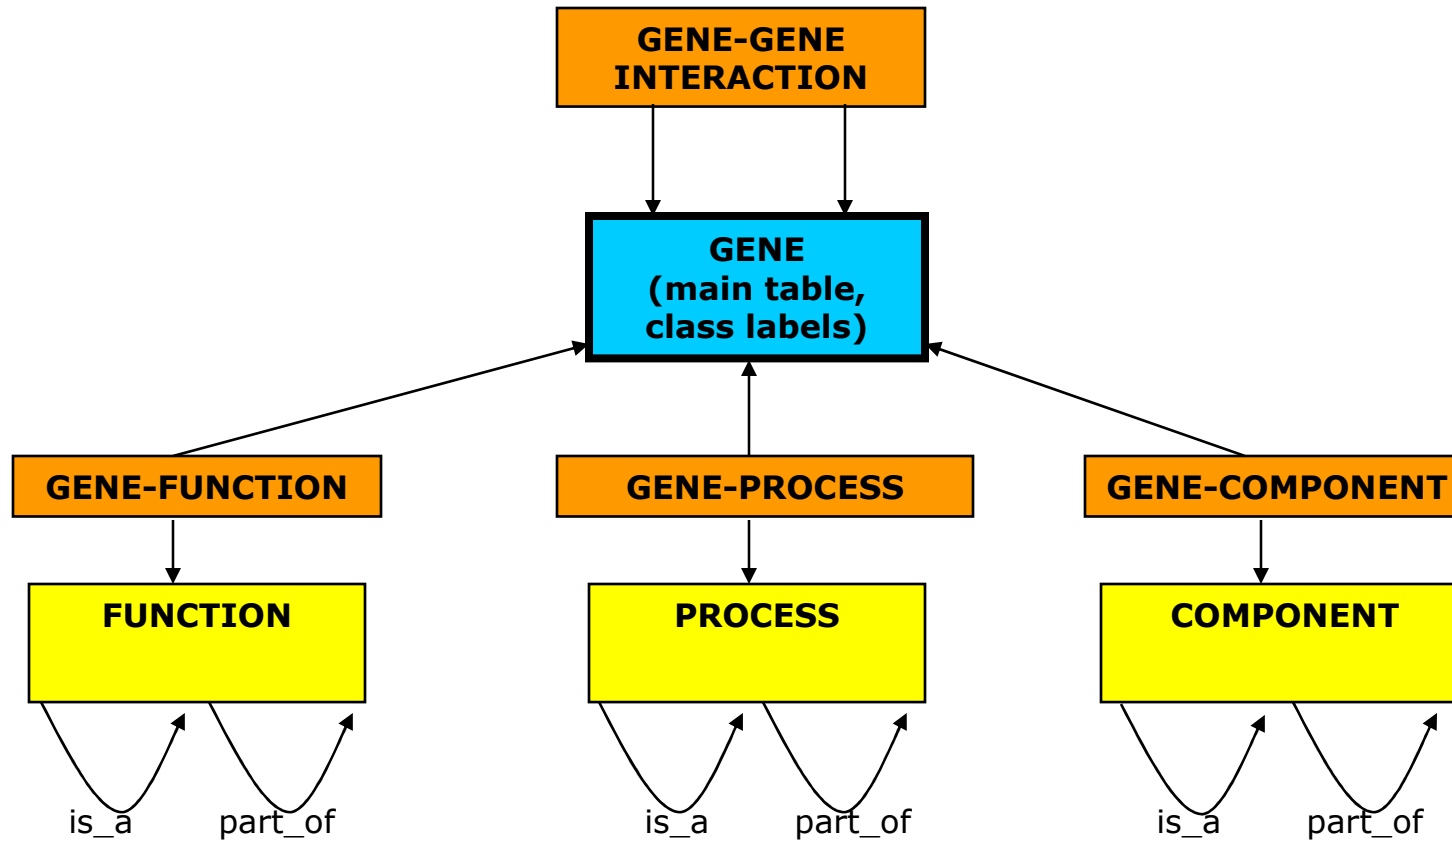 GENE-GENE
INTERACTION
GENE
(main table,
class labels)
GENE-FUNCTION
GENE-PROCESS
GENE-COMPONENT
FUNCTION
PROCESS
COMPONENT
is_a
part_of
is_a
part_of
is_a
part_of